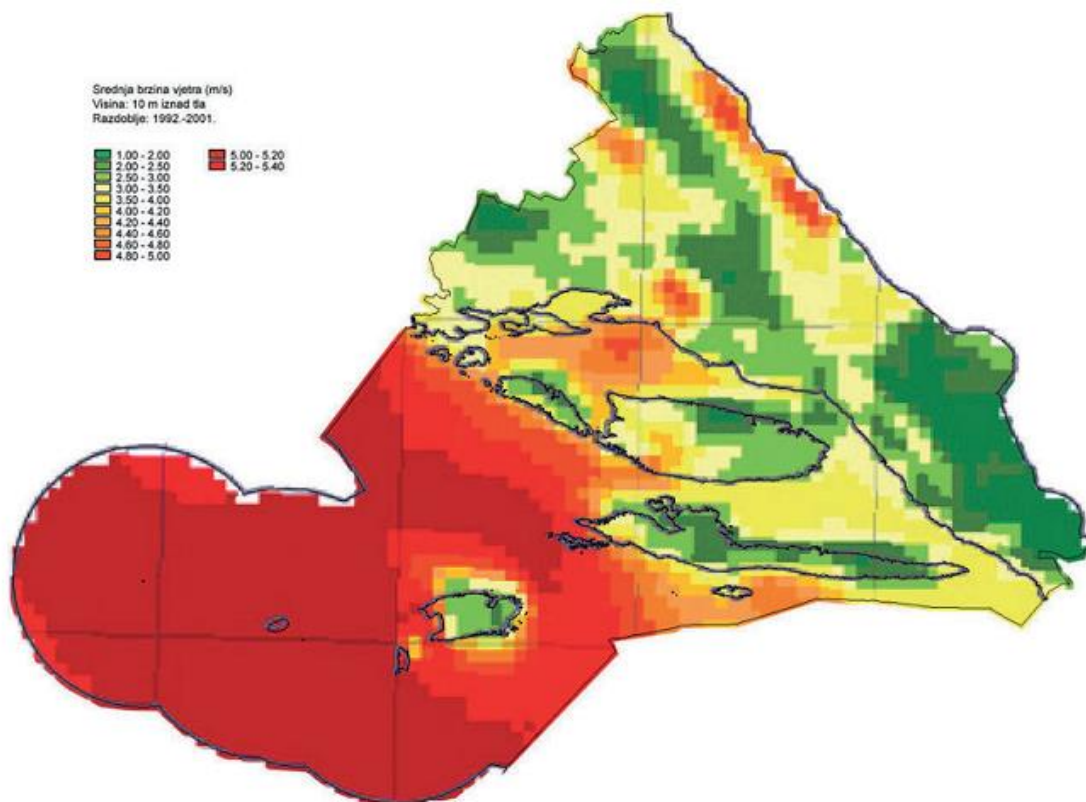 Srednja brzina vjetra (m/s)
Visina: 10 m iznad tla
Razdoblje: 1992.-2001.
1.00 - 2.00
2.00 - 2.50
2.50 - 3.00
3.00 - 3.50
3.50 - 4.00
4.00 - 4.20
4.20 - 4.40
4.40 - 4.60
4.60 - 4.80
4.80 - 5.00
5.00 - 5.20
5.20 - 5.40